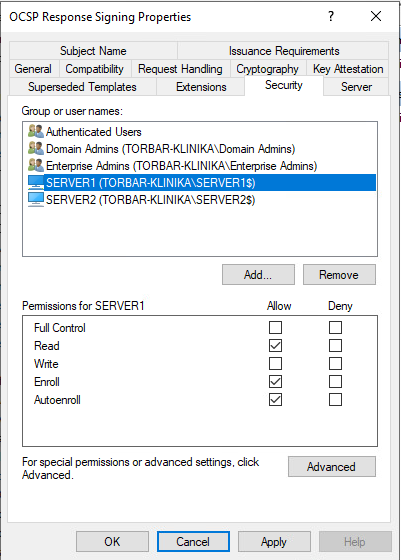 OCSP Response Signing Properties
? X
Subject Name Issuance Requirements
General Compatibility Request Handling Cryptography Key Attestation
Superseded Templates Extensions Security Server
Group or user names:
Authenticated Users
Domain Admins (TORBAR-KLINIKA\Domain Admins)
Enterprise Admins (TORBAR-KLINIKA\Enterprise Admins)
SERVER1 (TORBAR-KLINIKA\SERVER1$)
SERVER2 (TORBAR-KLINIKA\SERVER2$)
Add... Remove
Permissions for SERVER1 Allow Deny
Full Control
Read
Write
Enroll
Autoenroll
For special permissions or advanced settings, click
Advanced.
Advanced
OK Cancel Apply Help